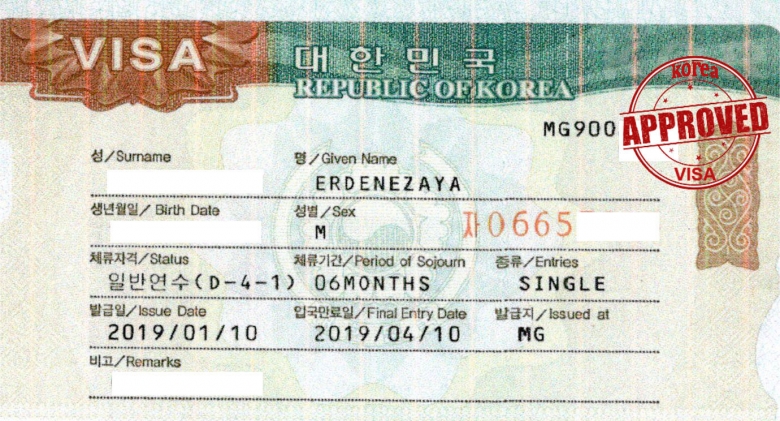 VISA
대한민국
REPUBLIC OF KOREA
korea
APPROVED
VISA
MG900
성/Surname
명/Given Name
ERDENEZAYA
생년월일/Birth Date
성별/Sex
M
자0665
체류자격/Status
체류기간/Period of Sojourn
종류/Entries
일반연수(D-4-1)
06MONTHS
SINGLE
발급일/Issue Date
입국만료일/Final Entry Date
발급지/Issued at
2019/01/10
2019/04/10
MG
비고/Remarks